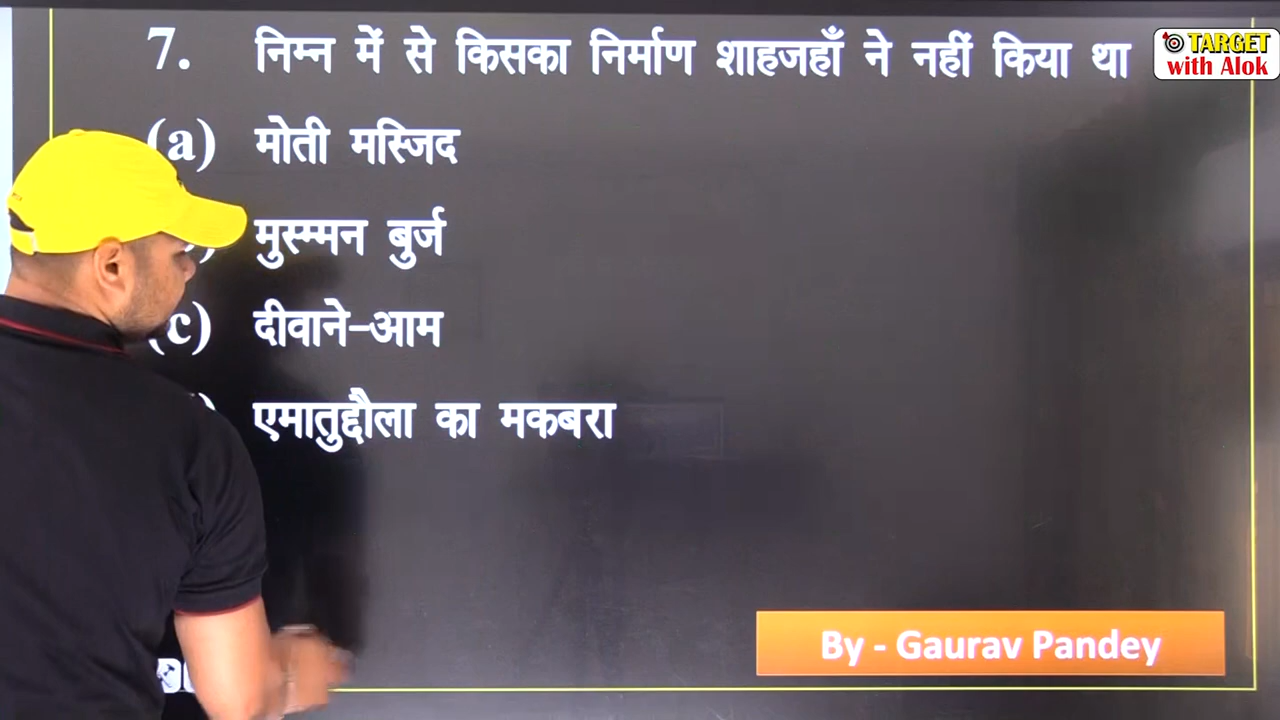 TARGET
with Alok
7. निम्न में से किसका निर्माण शाहजहाँ ने नहीं किया था
(a) मोती मस्जिद
मुस्म्मन बुर्ज
(c) दीवाने-आम
एमातुद्दौला का मकबरा
By - Gaurav Pandey